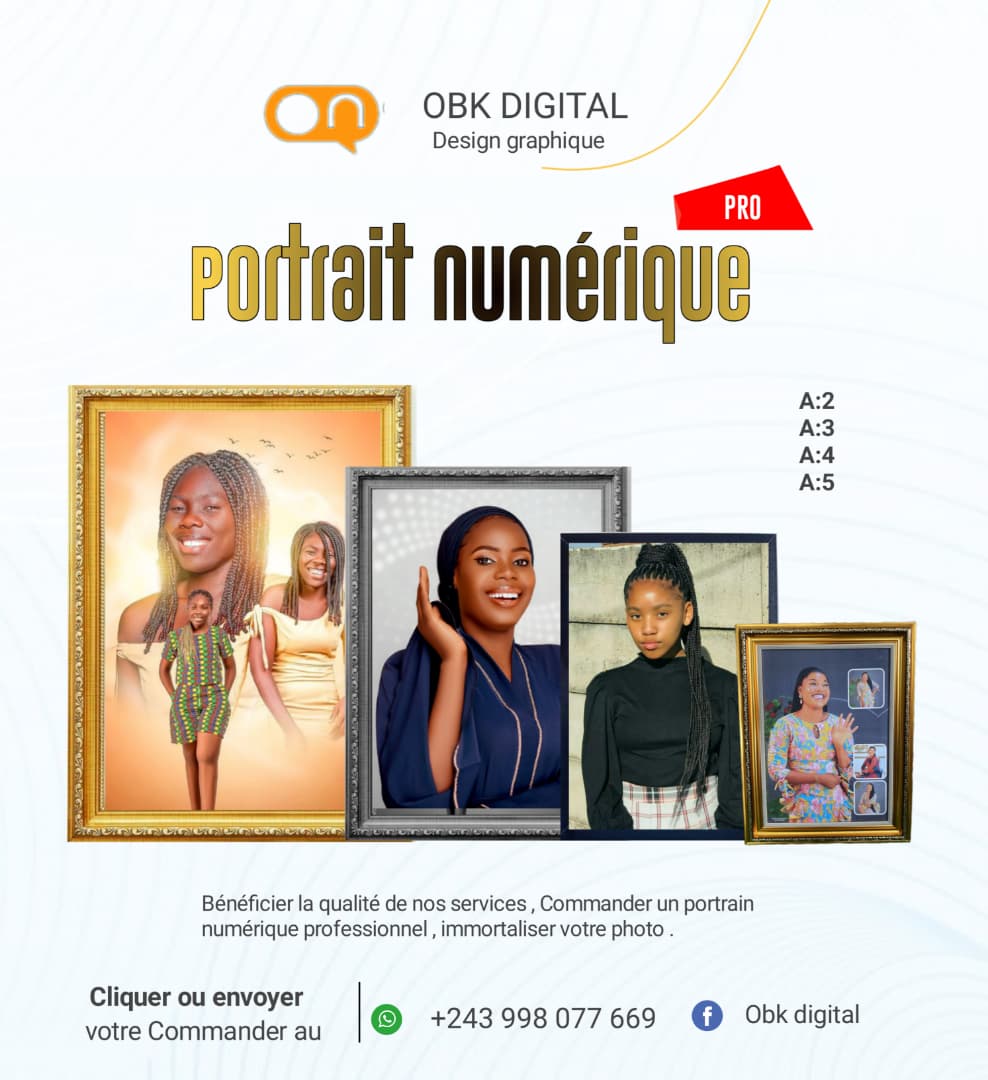 OBK DIGITAL
Design graphique
PRO
Portrait numérique
A:2
A:3
A:4
A:5
Bénéficier la qualité de nos services , Commander un portrain
numérique professionnel , immortaliser votre photo .
Cliquer ou envoyer
votre Commander au
+243 998 077 669
Obk digital